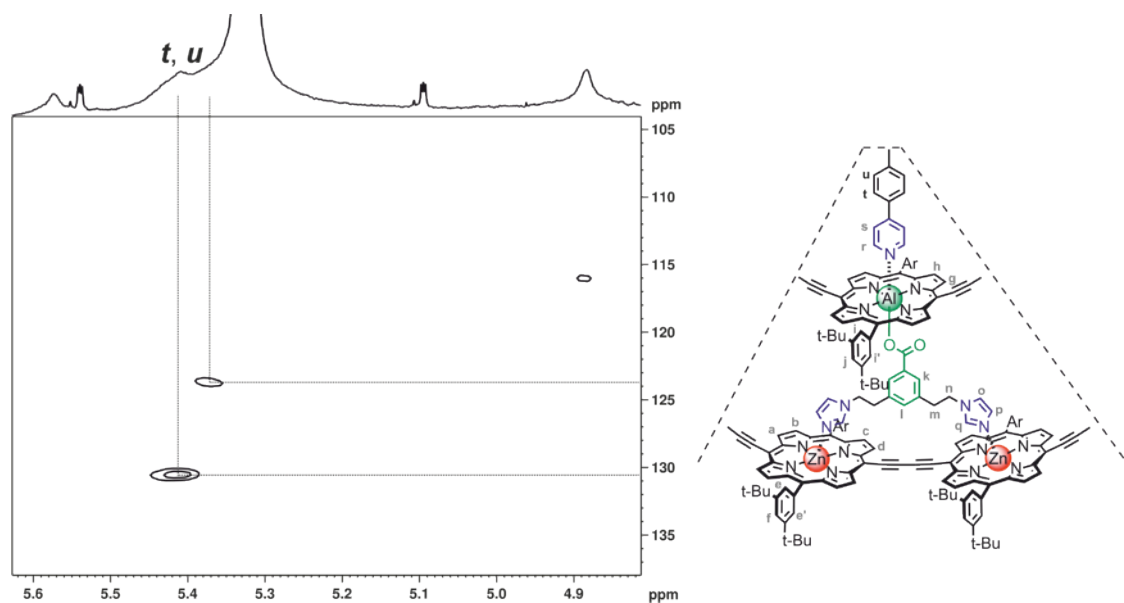 t, u
ppm
105
110
115
120
125
130
135
5.6 5.5 5.4 5.3 5.2 5.1 5.0 4.9 ppm
u
t
s
r
N
Ar
h
g
N N
Al
N N
t-Bu
i
O O
j
i'
k
t-Bu
n
o
N N
l
m
N
p
a b
N
Ar
c
q
N
Ar
d
N N
N N
Zn
Zn
N N
N N
t-Bu
e
t-Bu
f
e'
t-Bu
t-Bu